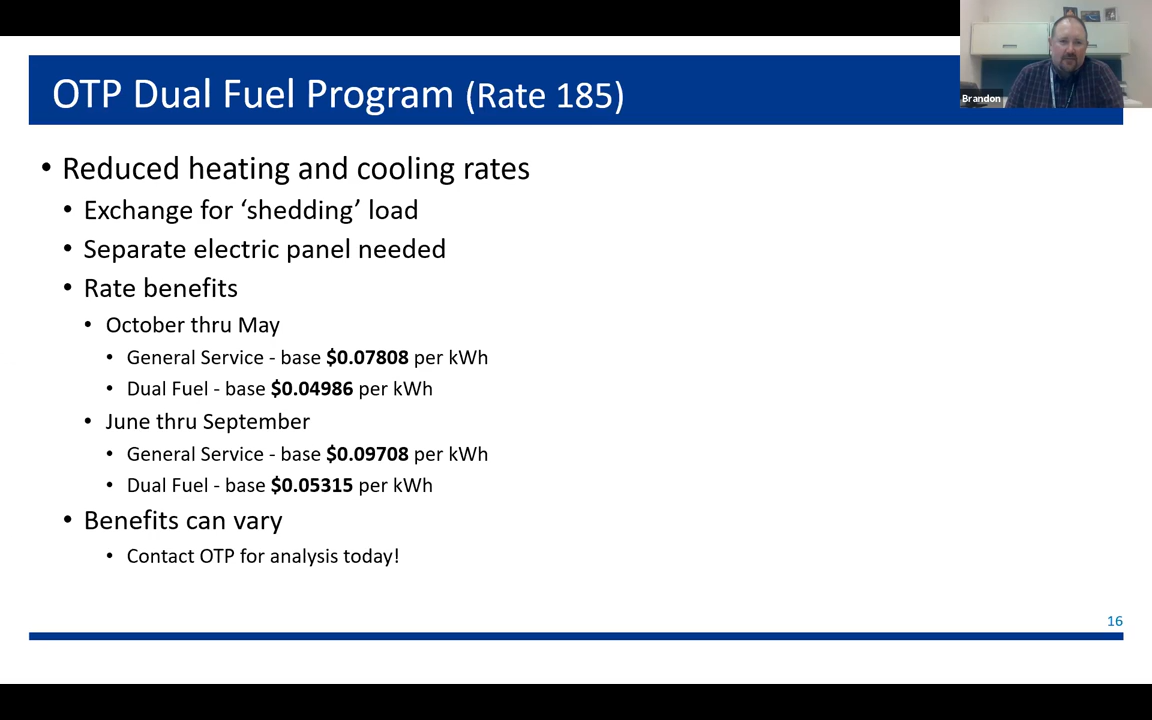 OTP Dual Fuel Program (Rate 185)
Brandon
• Reduced heating and cooling rates
• Exchange for ‘shedding’ load
• Separate electric panel needed
• Rate benefits
• October thru May
• General Service - base $0.07808 per kWh
• Dual Fuel - base $0.04986 per kWh
• June thru September
• General Service - base $0.09708 per kWh
• Dual Fuel - base $0.05315 per kWh
• Benefits can vary
• Contact OTP for analysis today!
16